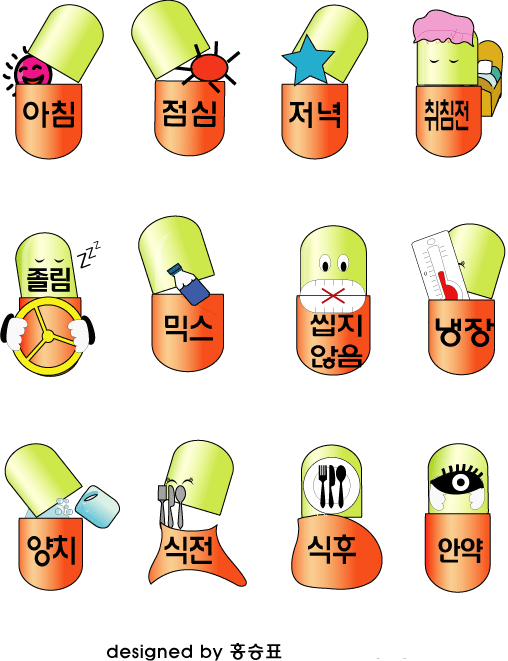 아침
점심
저녁
취침전
zzz
졸림
믹스
씹지
않음
냉장
양치
식전
식후
안약
designed by 홍승표